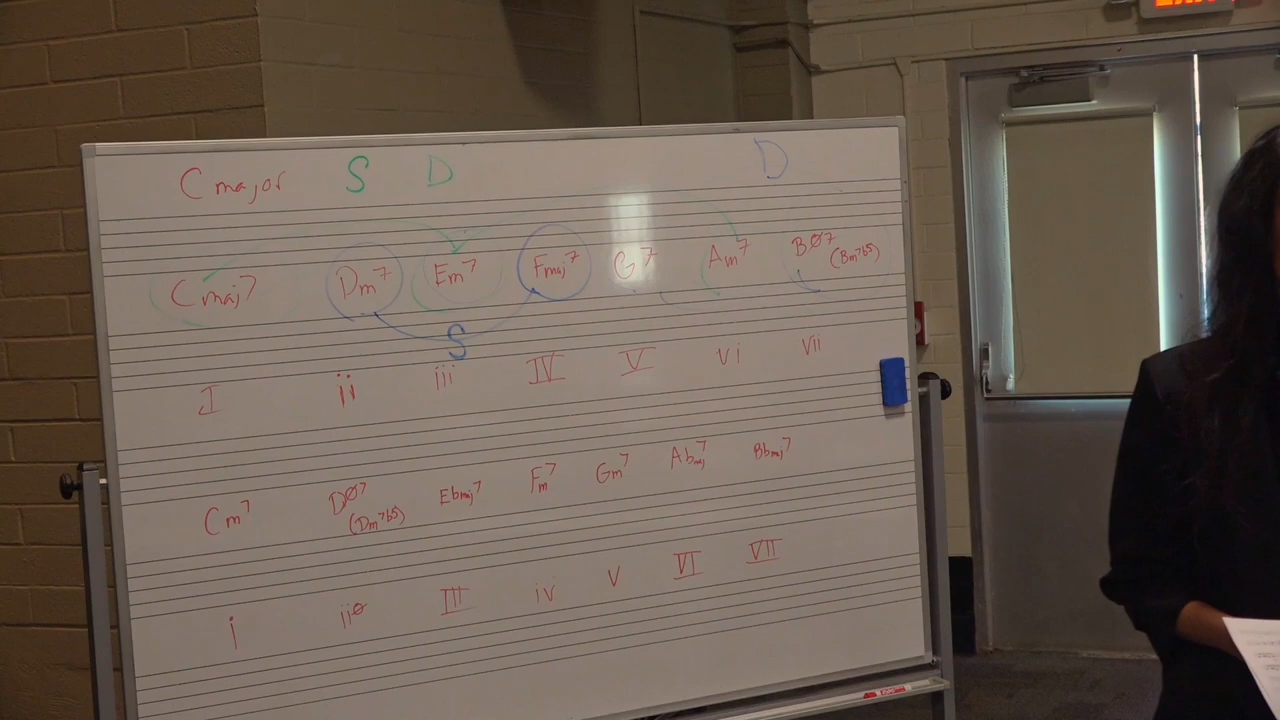 C major S D D
Cmaj7 Dm7 Em7 Fmaj7 G7 Am7 BØ7
(Bm7b5)
S
I ii iii IV V vi vii
Cm7 DØ7 Ebmaj7 Fm7 Gm7 Abmaj7 Bbmaj7
(Dm7b5)
i iiø III iv v VI VII